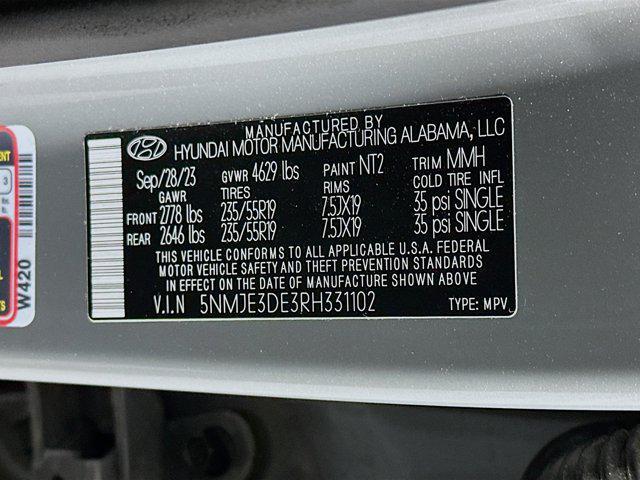 MANUFACTURED BY
HYUNDAI MOTOR MANUFACTURING ALABAMA, LLC
Sep/28/23 GVWR 4629 lbs PAINT NT2 TRIM MMH
GAWR TIRES RIMS COLD TIRE INFL
FRONT 2778 lbs 235/55R19 7.5JX19 35 psi SINGLE
REAR 2646 lbs 235/55R19 7.5JX19 35 psi SINGLE
THIS VEHICLE CONFORMS TO ALL APPLICABLE U.S.A. FEDERAL
MOTOR VEHICLE SAFETY AND THEFT PREVENTION STANDARDS
IN EFFECT ON THE DATE OF MANUFACTURE SHOWN ABOVE
V.I.N 5NMJE3DE3RH331102 TYPE: MPV
W420
3